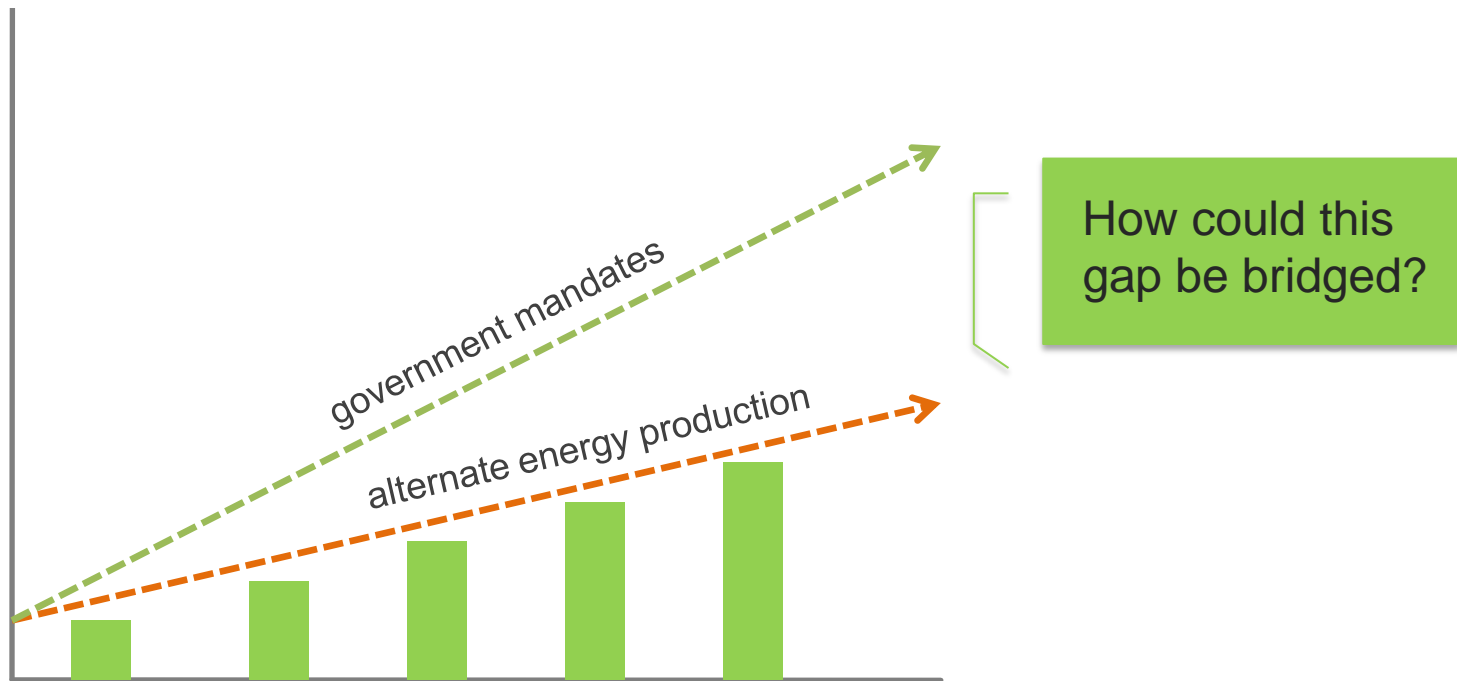 government mandates
alternate energy production
How could this
gap be bridged?